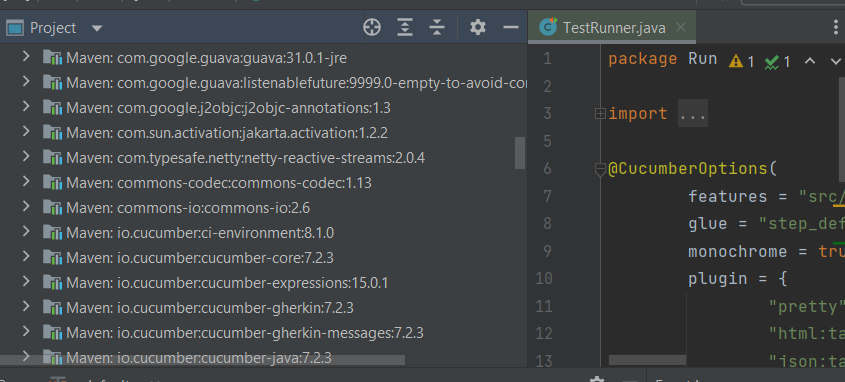 Project
Maven: com.google.guava:guava:31.0.1-jre
Maven: com.google.guava:listenablefuture:9999.0-empty-to-avoid-con
Maven: com.google.j2objc:j2objc-annotations:1.3
Maven: com.sun.activation:jakarta.activation:1.2.2
Maven: com.typesafe.netty:netty-reactive-streams:2.0.4
Maven: commons-codec:commons-codec:1.13
Maven: commons-io:commons-io:2.6
Maven: io.cucumber:ci-environment:8.1.0
Maven: io.cucumber:cucumber-core:7.2.3
Maven: io.cucumber:cucumber-expressions:15.0.1
Maven: io.cucumber:cucumber-gherkin:7.2.3
Maven: io.cucumber:cucumber-gherkin-messages:7.2.3
Maven: io.cucumber:cucumber-java:7.2.3
TestRunner.java
1 package Run 1 1
2
3 import ...
5
6 @CucumberOptions(
7 features = "src/
8 glue = "step_def
9 monochrome = tru
10 plugin = {
11 "pretty"
12 "html:ta
13 "json:ta